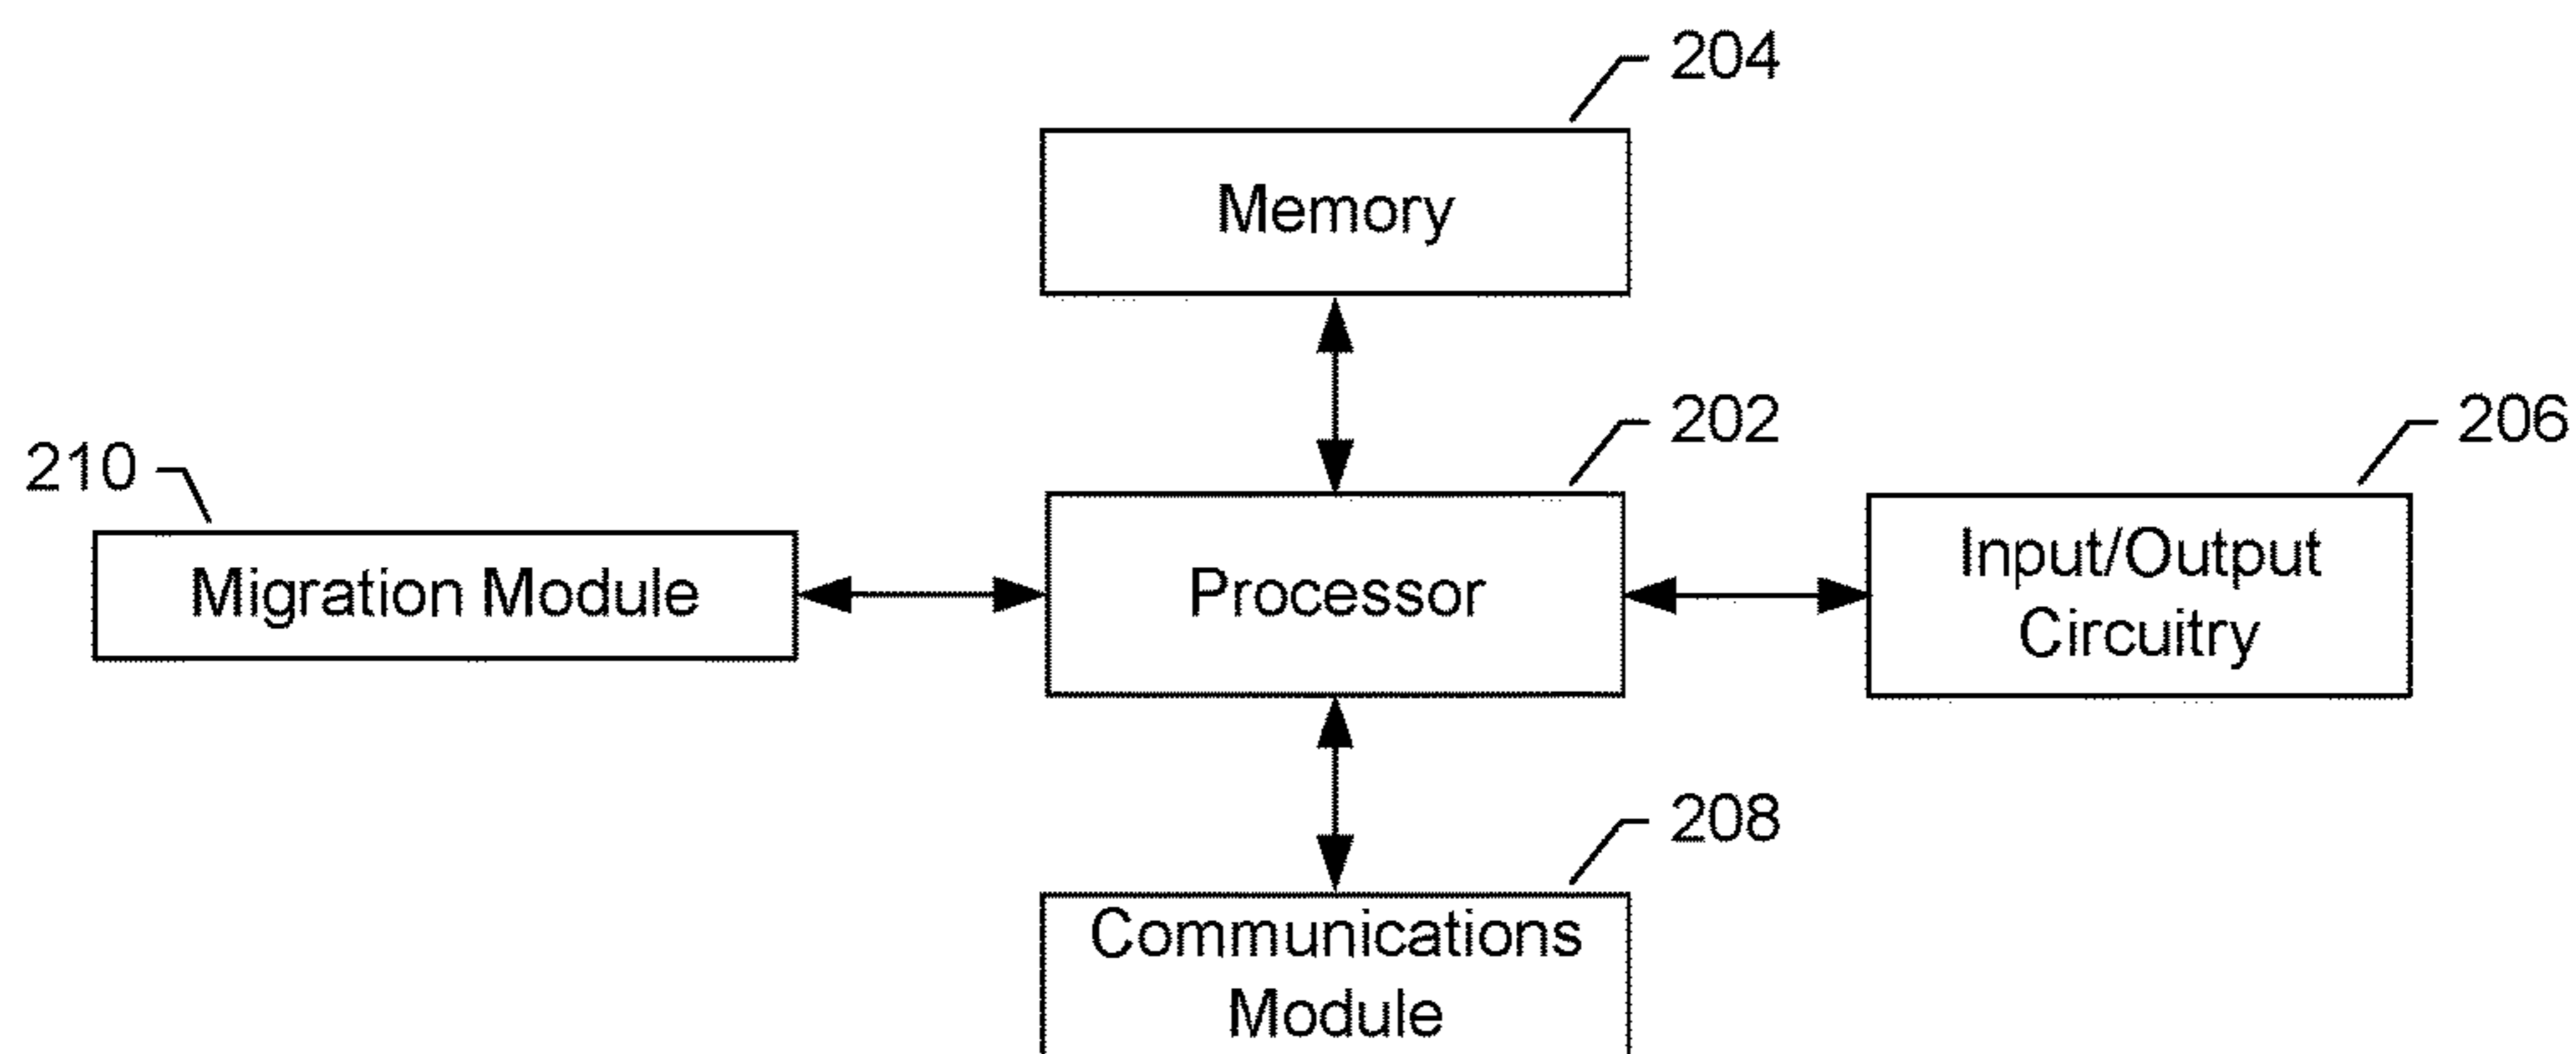 204
Memory
202
206
210
Migration Module
Processor
Input/Output
Circuitry
208
Communications
Module